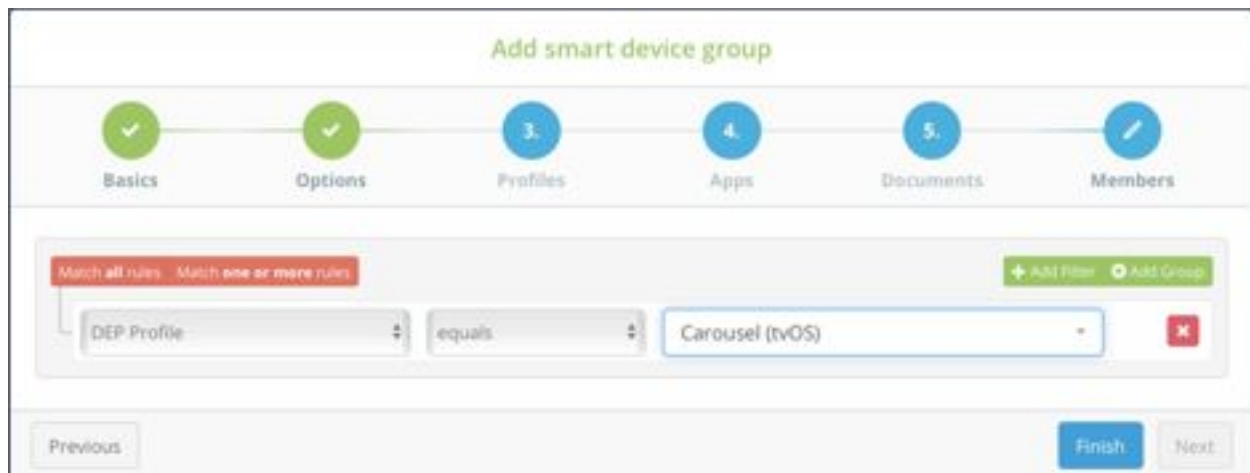 Add smart device group
3. 4. 5.
Basics Options Profiles Apps Documents Members
Match all rules Match one or more rules Add Filter Add Group
DEP Profile equals Carousel (tvOS)
Previous Finish Next